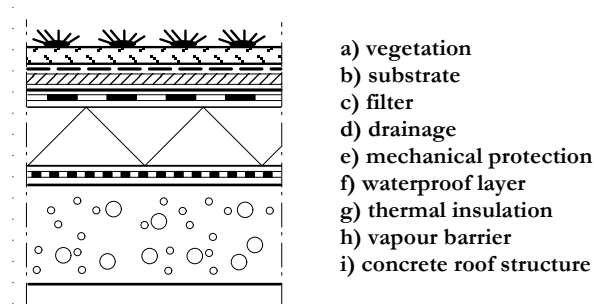 a) vegetation
b) substrate
c) filter
d) drainage
e) mechanical protection
f) waterproof layer
g) thermal insulation
h) vapour barrier
i) concrete roof structure